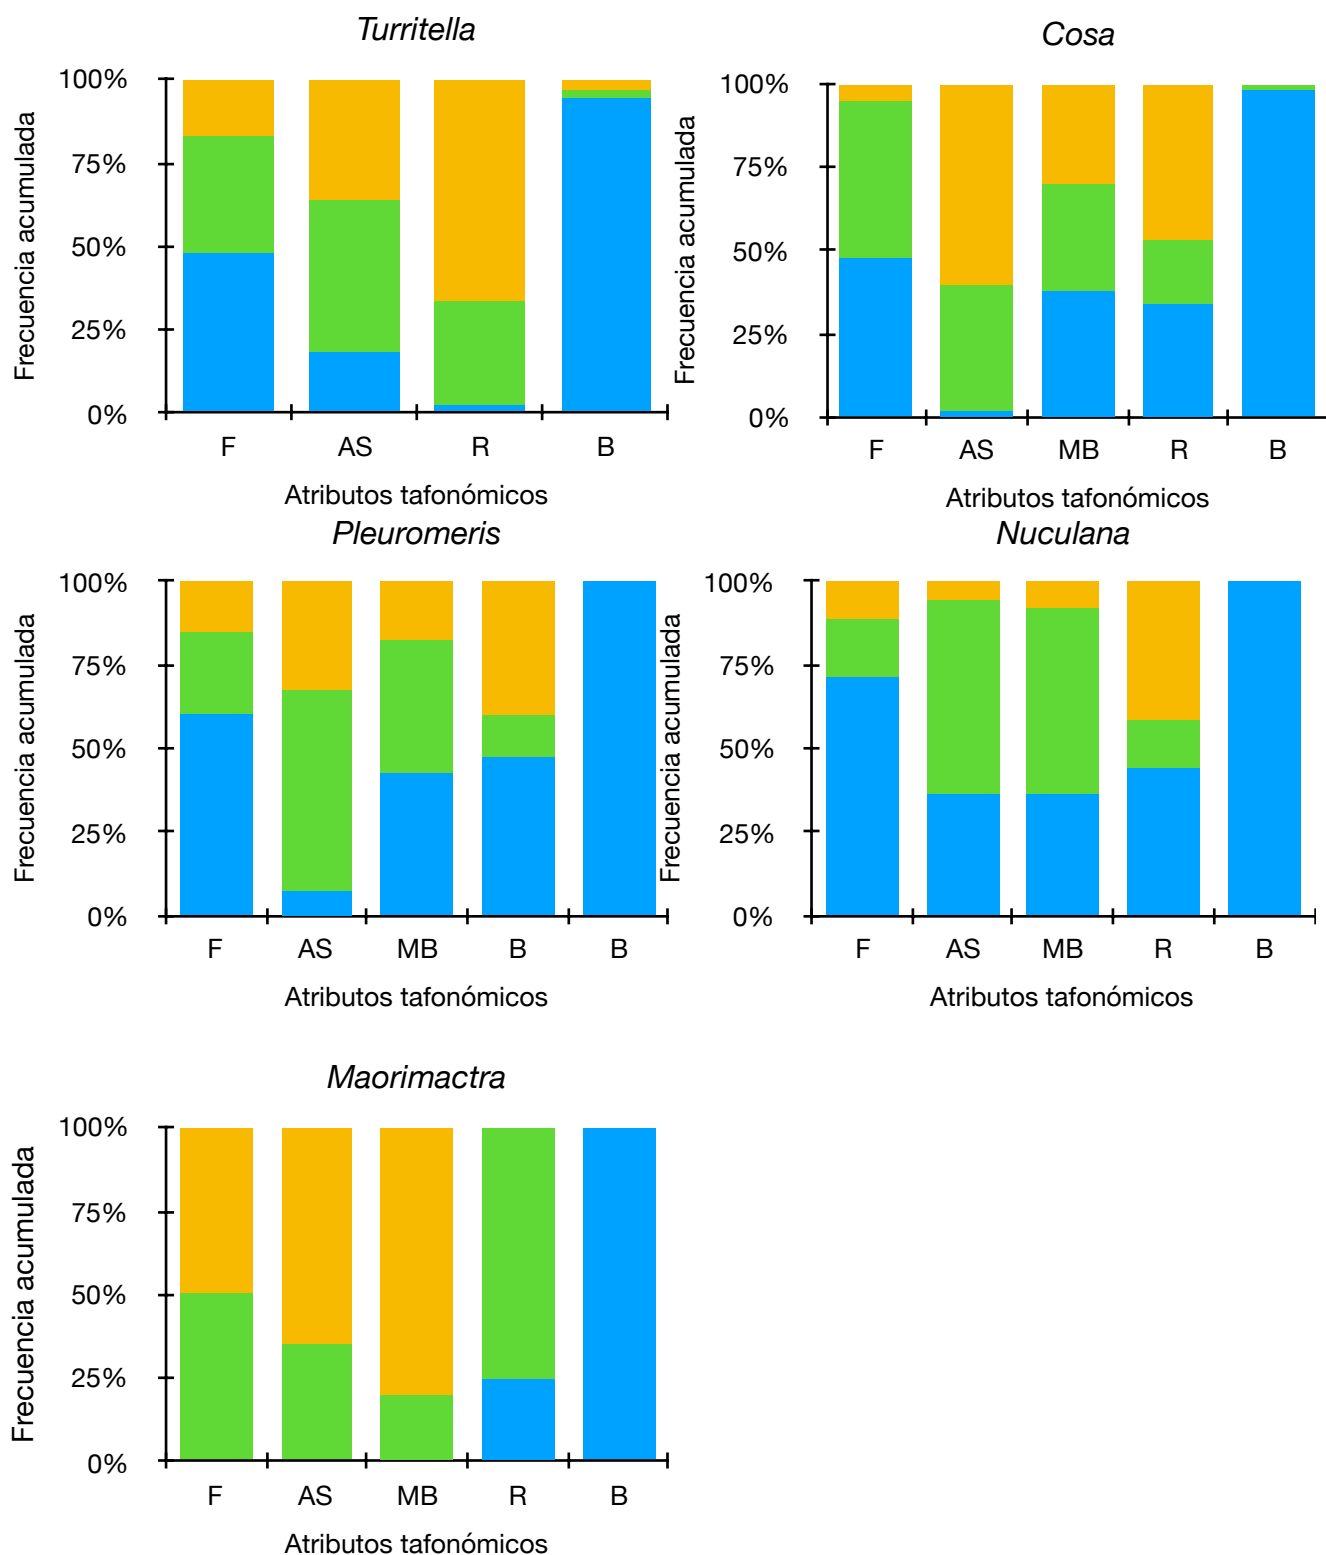 Turritella
Frecuencia acumulada
100%
75%
50%
25%
0%
F AS R B
Atributos tafonómicos
Cosa
Frecuencia acumulada
100%
75%
50%
25%
0%
F AS MB R B
Atributos tafonómicos
Pleuromeris
Frecuencia acumulada
100%
75%
50%
25%
0%
F AS MB B B
Atributos tafonómicos
Nuculana
Frecuencia acumulada
100%
75%
50%
25%
0%
F AS MB R B
Atributos tafonómicos
Maorimactra
Frecuencia acumulada
100%
75%
50%
25%
0%
F AS MB R B
Atributos tafonómicos